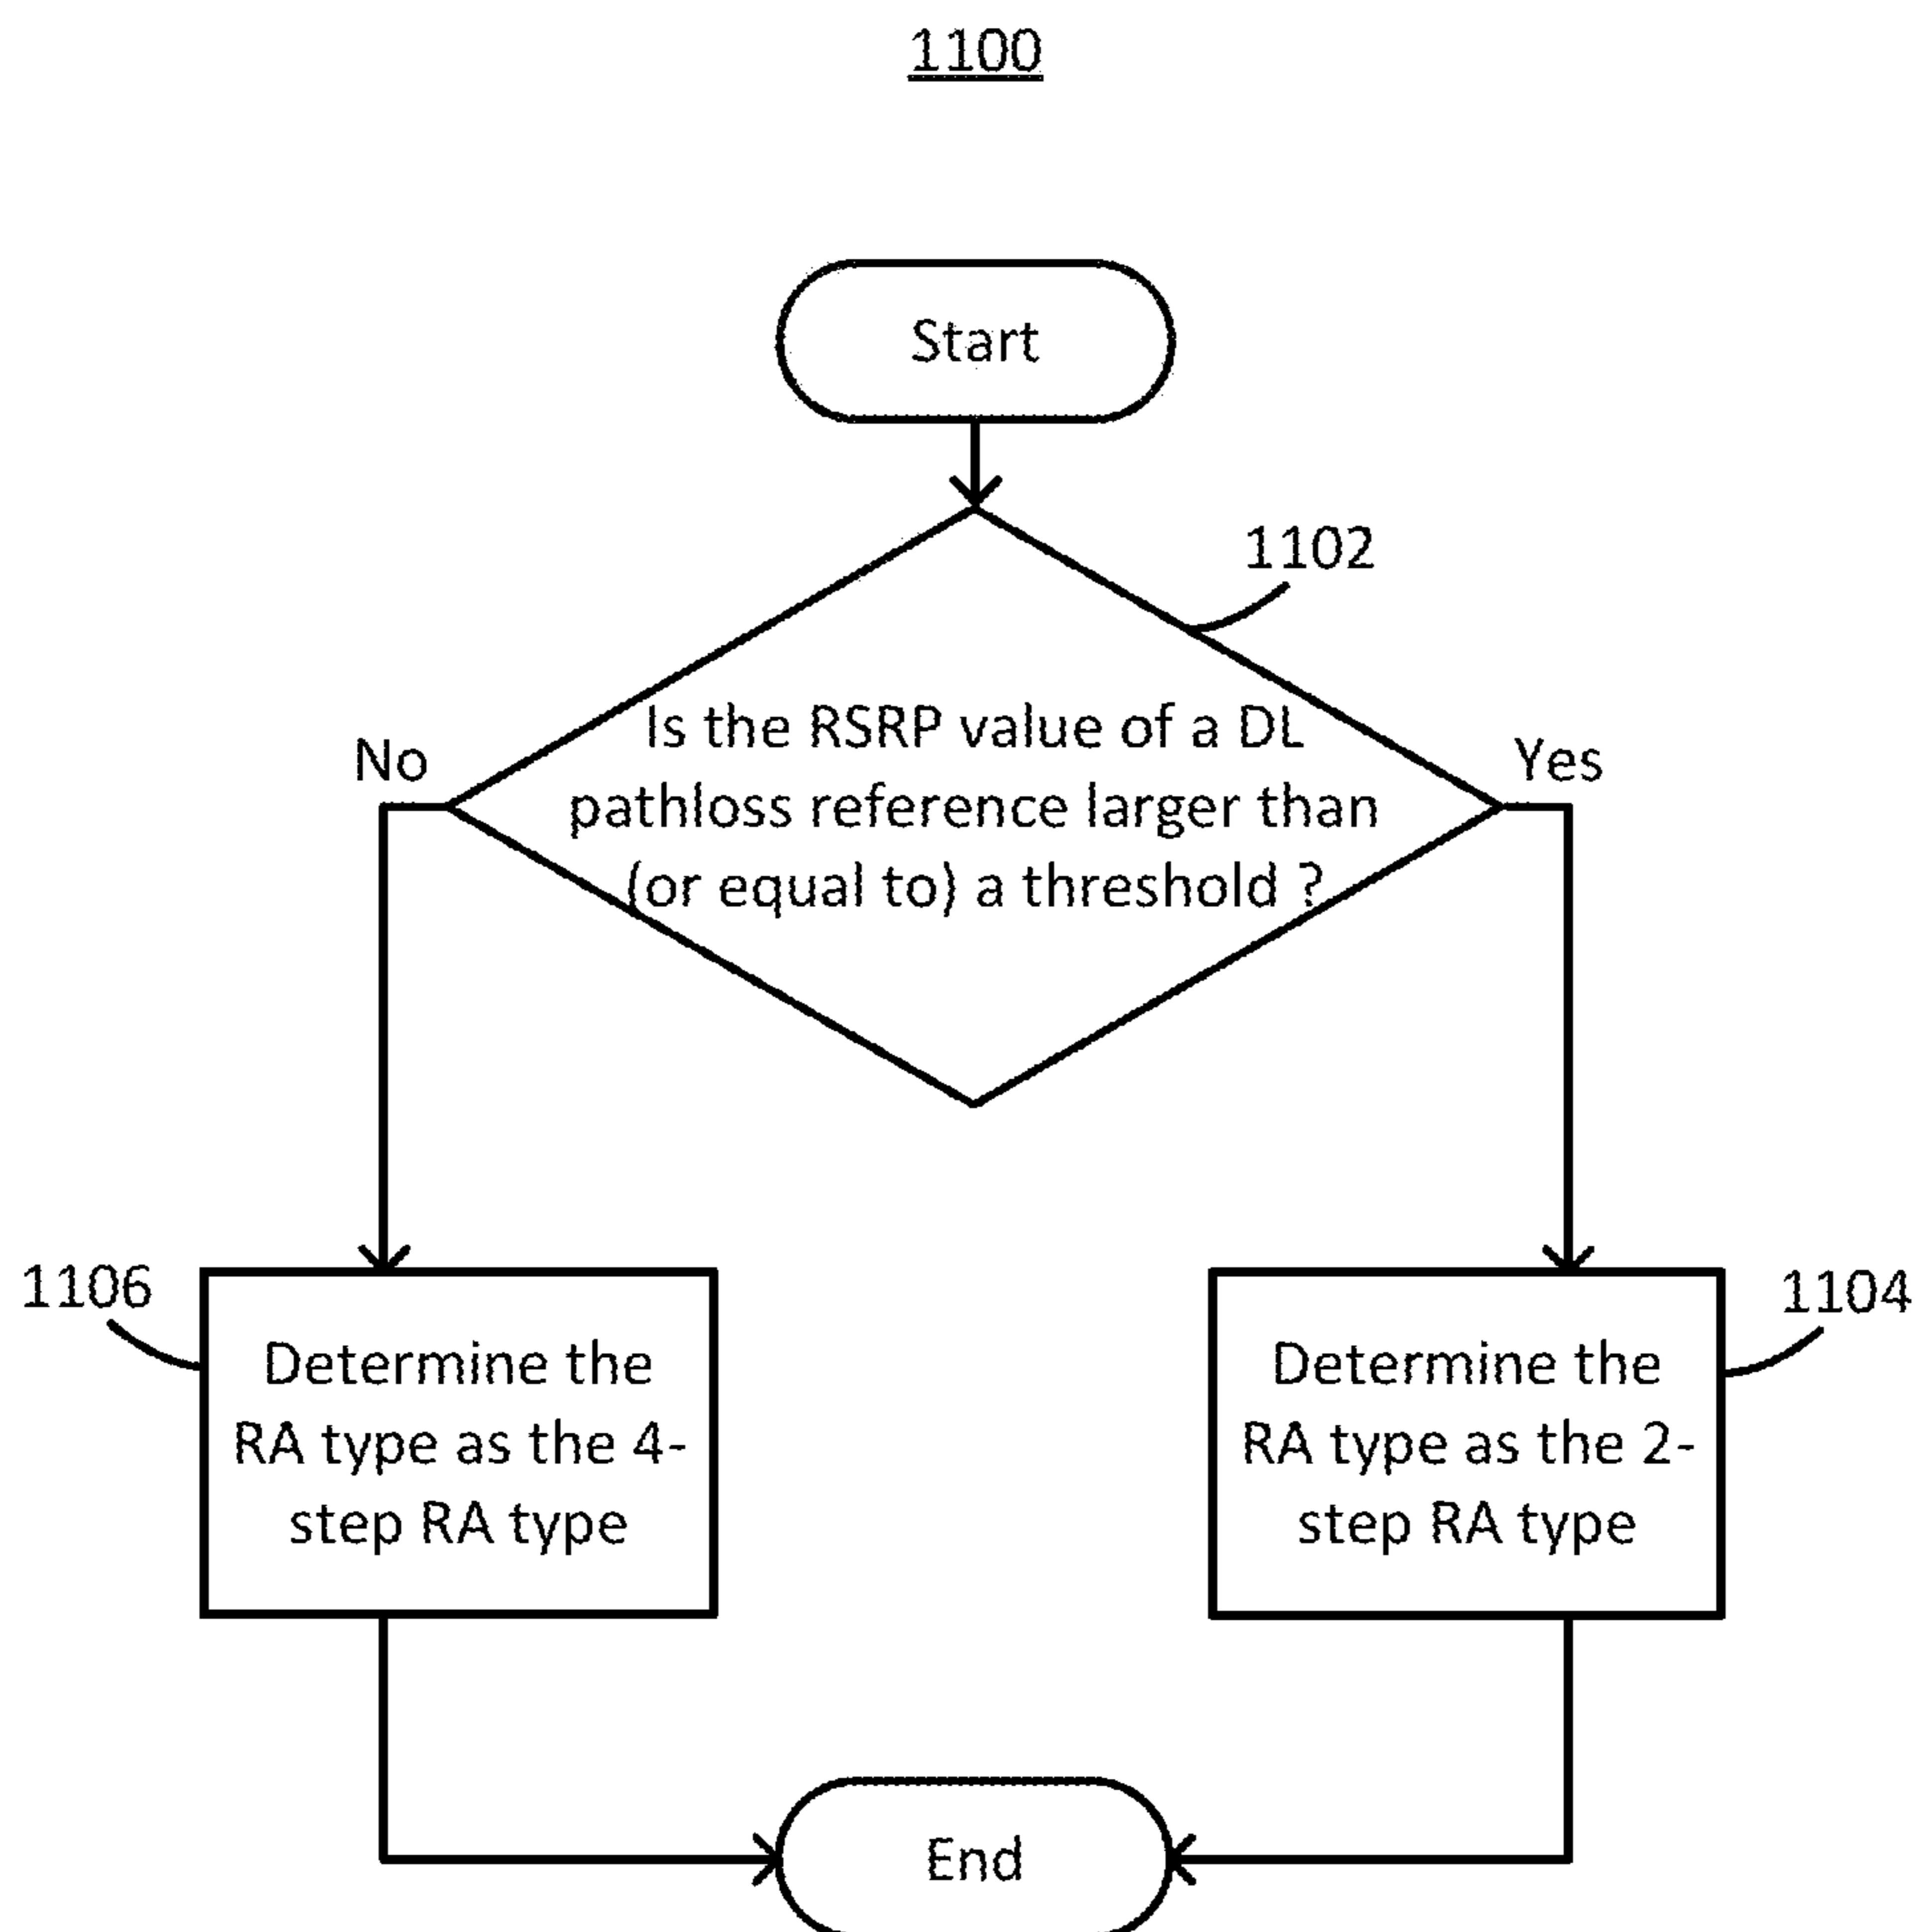 1100
Start
1102
Is the RSRP value of a DL
pathloss reference larger than
(or equal to) a threshold ?
No
Yes
1106
Determine the
RA type as the 4-
step RA type
1104
Determine the
RA type as the 2-
step RA type
End